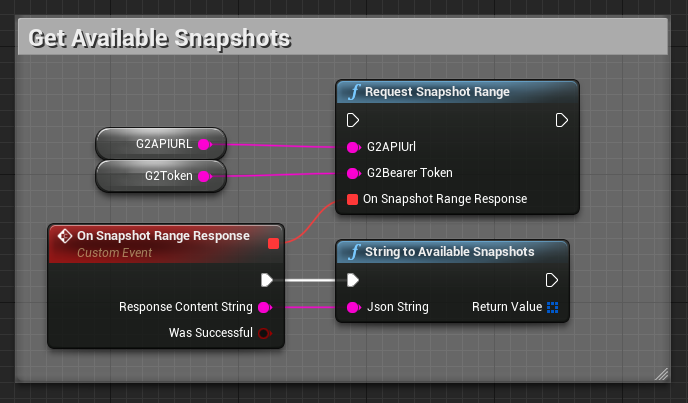 Get Available Snapshots
f Request Snapshot Range
G2APIURL
G2APIUrl
G2Token
G2Bearer Token
On Snapshot Range Response
On Snapshot Range Response
Custom Event
f String to Available Snapshots
Response Content String
Json String
Return Value
Was Successful